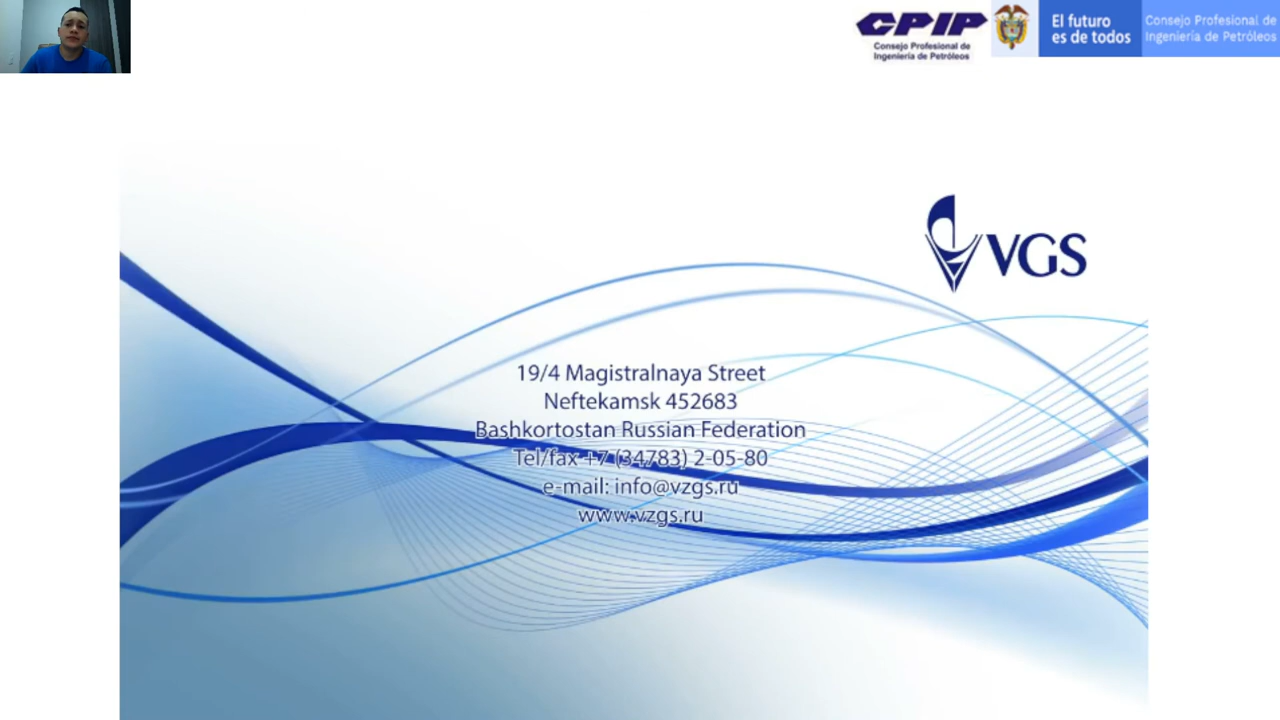 CPIP
Consejo Profesional de
Ingeniería de Petróleos
El futuro
es de todos
Consejo Profesional de
Ingeniería de Petróleos
VGS
19/4 Magistralnaya Street
Neftekamsk 452683
Bashkortostan Russian Federation
Tel/fax +7 (34783) 2-05-80
e-mail: info@vzgs.ru
www.vzgs.ru